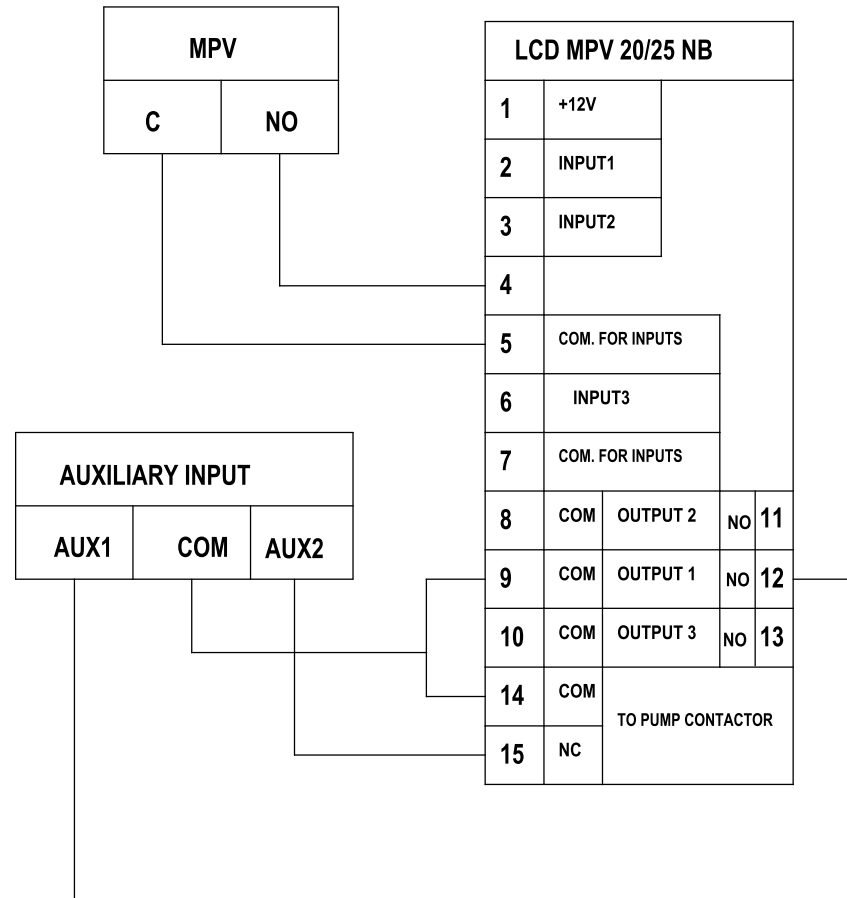 MPV
C NO
LCD MPV 20/25 NB
1 +12V
2 INPUT1
3 INPUT2
4
5 COM. FOR INPUTS
6 INPUT3
7 COM. FOR INPUTS
8 COM OUTPUT 2 NO 11
9 COM OUTPUT 1 NO 12
10 COM OUTPUT 3 NO 13
14 COM
TO PUMP CONTACTOR
15 NC
AUXILIARY INPUT
AUX1 COM AUX2